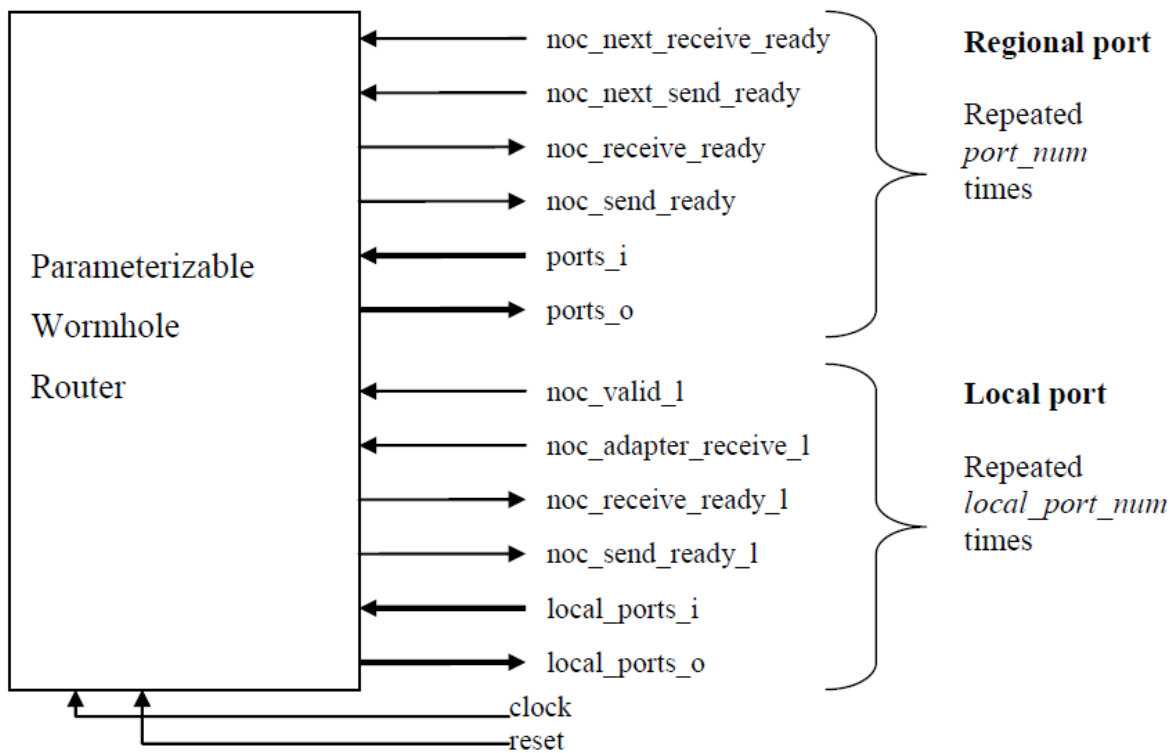 Parameterizable
Wormhole
Router
noc_next_receive_ready
noc_next_send_ready
noc_receive_ready
noc_send_ready
ports_i
ports_o
Regional port
Repeated
port_num
times
noc_valid_l
noc_adapter_receive_l
noc_receive_ready_l
noc_send_ready_l
local_ports_i
local_ports_o
Local port
Repeated
local_port_num
times
clock
reset